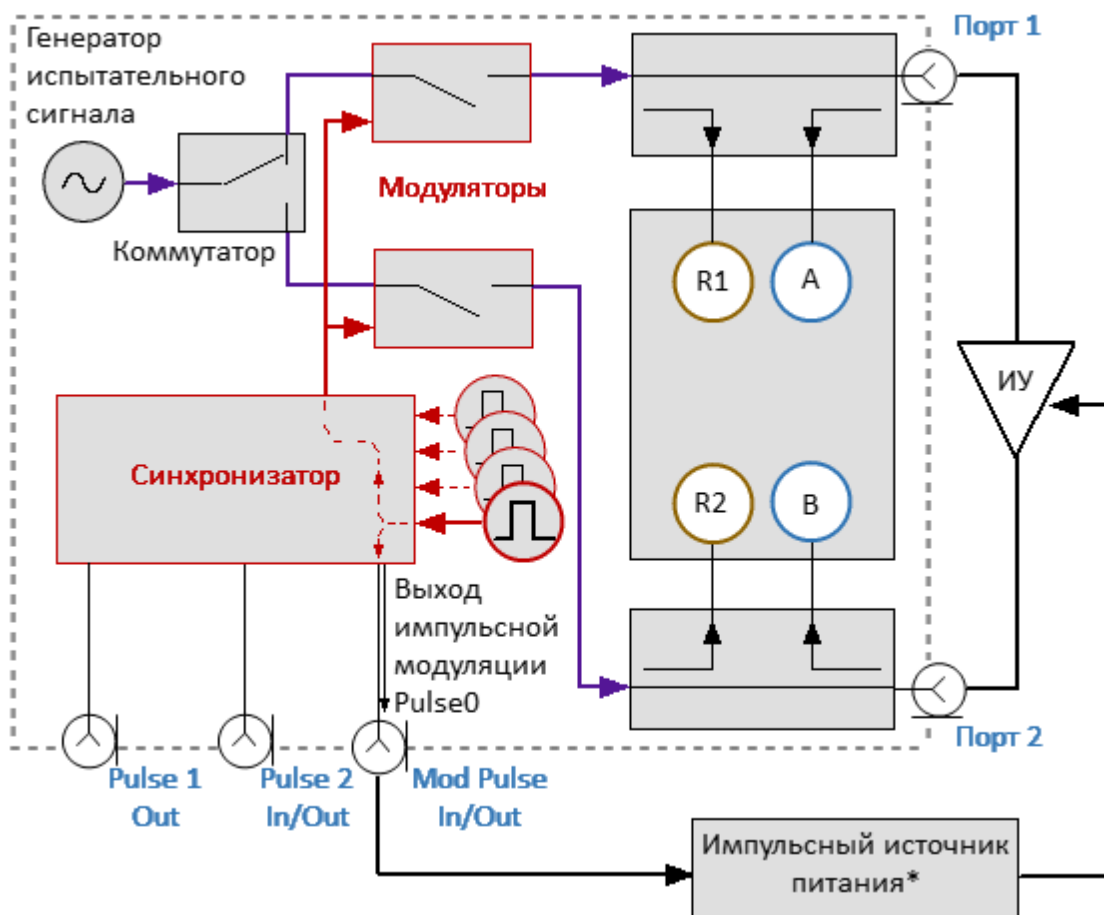 Генератор
испытательного
сигнала
Порт 1
Модуляторы
Коммутатор
R1
A
ИУ
Синхронизатор
R2
B
Выход
импульсной
модуляции
Pulse0
Порт 2
Pulse 1
Out
Pulse 2
In/Out
Mod Pulse
In/Out
Импульсный источник
питания*